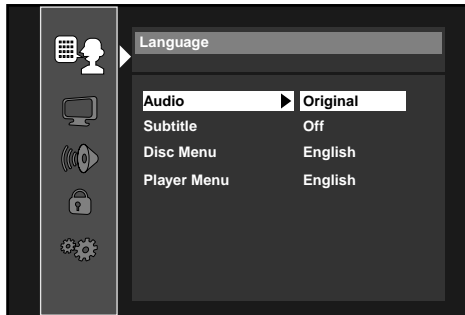 Language
Audio Original
Subtitle Off
Disc Menu English
Player Menu English